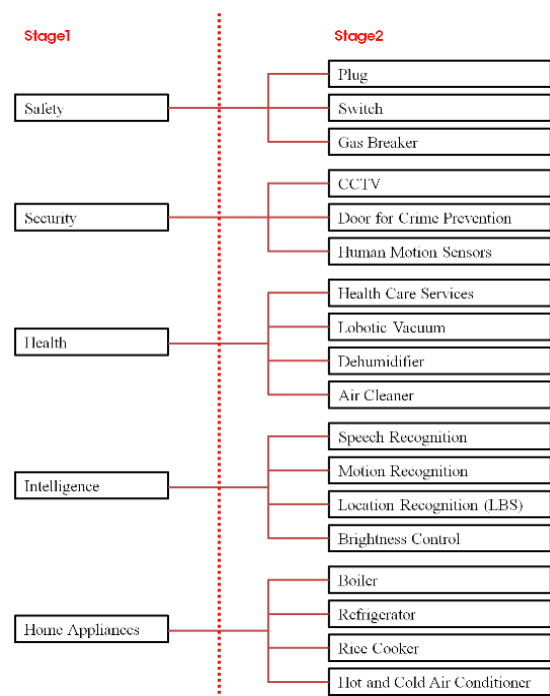 Stage1
Stage2
Safety
Plug
Switch
Gas Breaker
Security
CCTV
Door for Crime Prevention
Human Motion Sensors
Health
Health Care Services
Lobotic Vacuum
Dehumidifier
Air Cleaner
Intelligence
Speech Recognition
Motion Recognition
Location Recognition (LBS)
Brightness Control
Home Appliances
Boiler
Refrigerator
Rice Cooker
Hot and Cold Air Conditioner